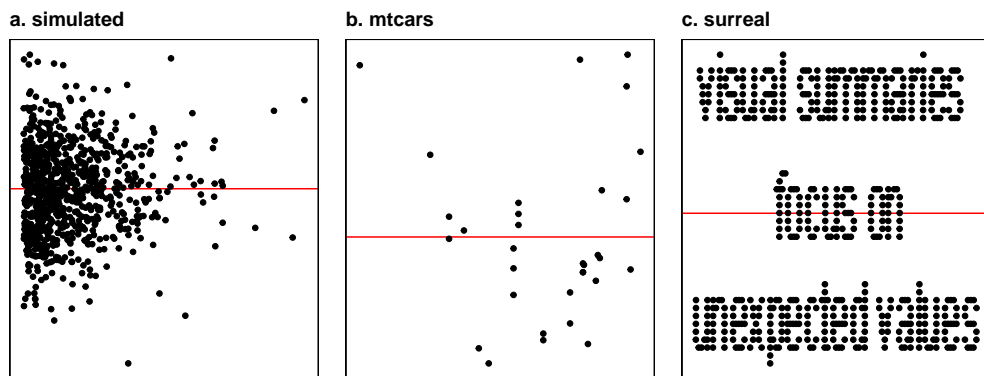 a. simulated
b. mtcars
c. surreal
visual summaries
focus on
unexpected values